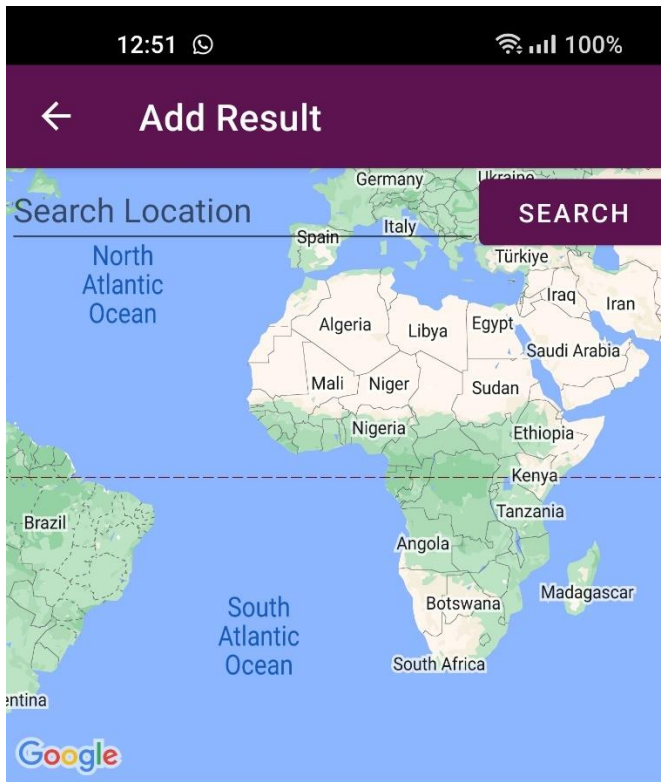 12:51 100%
Add Result
Germany Ukraine
Search Location SEARCH
Spain Italy Türkiye
North
Atlantic
Ocean
Iraq Iran
Algeria Libya Egypt
Saudi Arabia
Mali Niger Sudan
Nigeria Ethiopia
Kenya
Brazil Tanzania
Angola
Botswana Madagascar
South
Atlantic
Ocean
South Africa
entina
Google